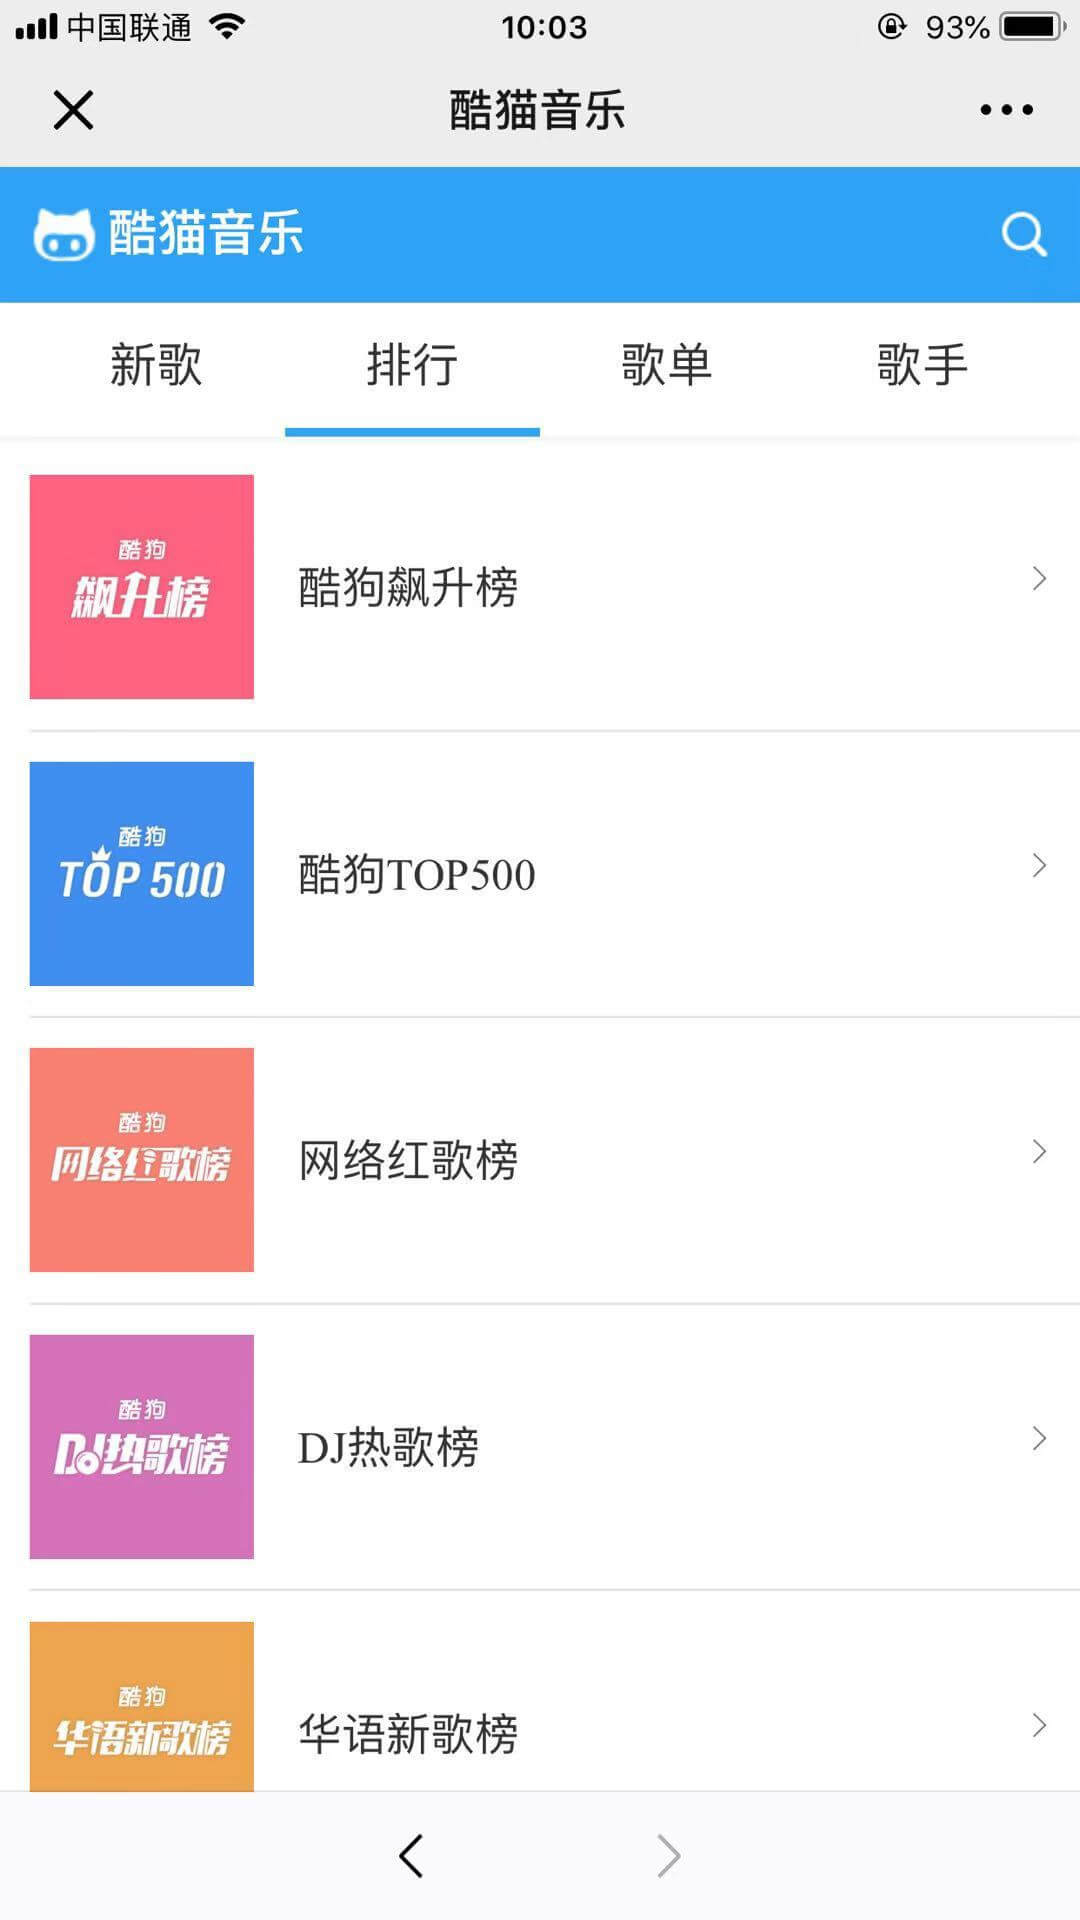 中国联通 10:03 93%
酷猫音乐
酷猫音乐
新歌 排行 歌单 歌手
酷狗
飙升榜
酷狗飙升榜
酷狗
TOP 500
酷狗TOP500
酷狗
网络红歌榜
网络红歌榜
酷狗
DJ热歌榜
DJ热歌榜
酷狗
华语新歌榜
华语新歌榜